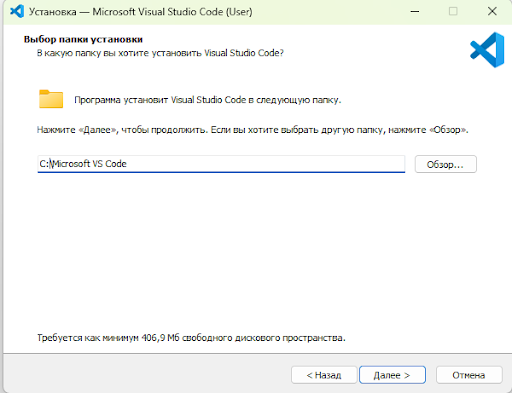 Установка — Microsoft Visual Studio Code (User)
Выбор папки установки
В какую папку вы хотите установить Visual Studio Code?
Программа установит Visual Studio Code в следующую папку.
Нажмите «Далее», чтобы продолжить. Если вы хотите выбрать другую папку, нажмите «Обзор».
C:\Microsoft VS Code
Обзор...
Требуется как минимум 406,9 Мб свободного дискового пространства.
< Назад
Далее >
Отмена